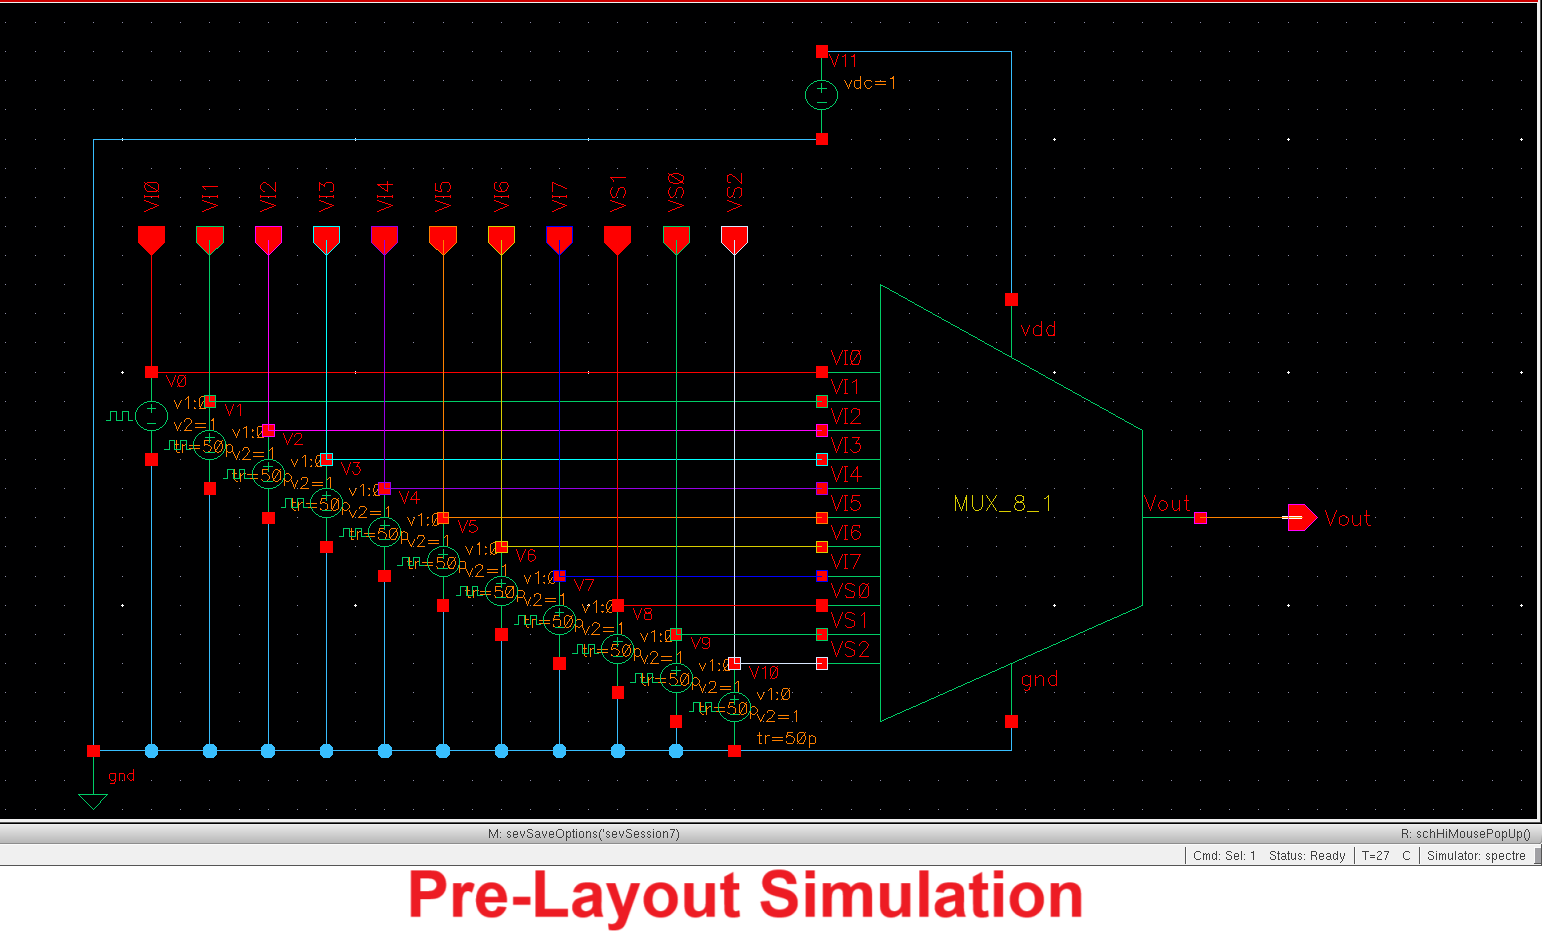 V11
vdc=1
VI0 VI1 VI2 VI3 VI4 VI5 VI6 VI7 VS1 VS0 VS2
vdd
VI0
V0
VI1
v1:0
V1
VI2
v2=1
v1:0
V2
tr=50p
VI3
v2=1
v1:0
V3
tr=50p
VI4
v2=1
v1:0
V4
tr=50p
MUX_8_1
Vout
Vout
VI5
v2=1
v1:0
V5
tr=50p
VI6
v2=1
v1:0
V6
tr=50p
VI7
v2=1
v1:0
V7
tr=50p
VS0
v2=1
v1:0
V8
tr=50p
VS1
v2=1
v1:0
V9
tr=50p
VS2
v2=1
v1:0
V10
tr=50p
gnd
v2=1
v1:0
tr=50p
v2=1
tr=50p
gnd
M: sevSaveOptions('sevSession7)
R: schHiMousePopUp()
Cmd: Sel: 1 Status: Ready T=27 C Simulator: spectre
Pre-Layout Simulation